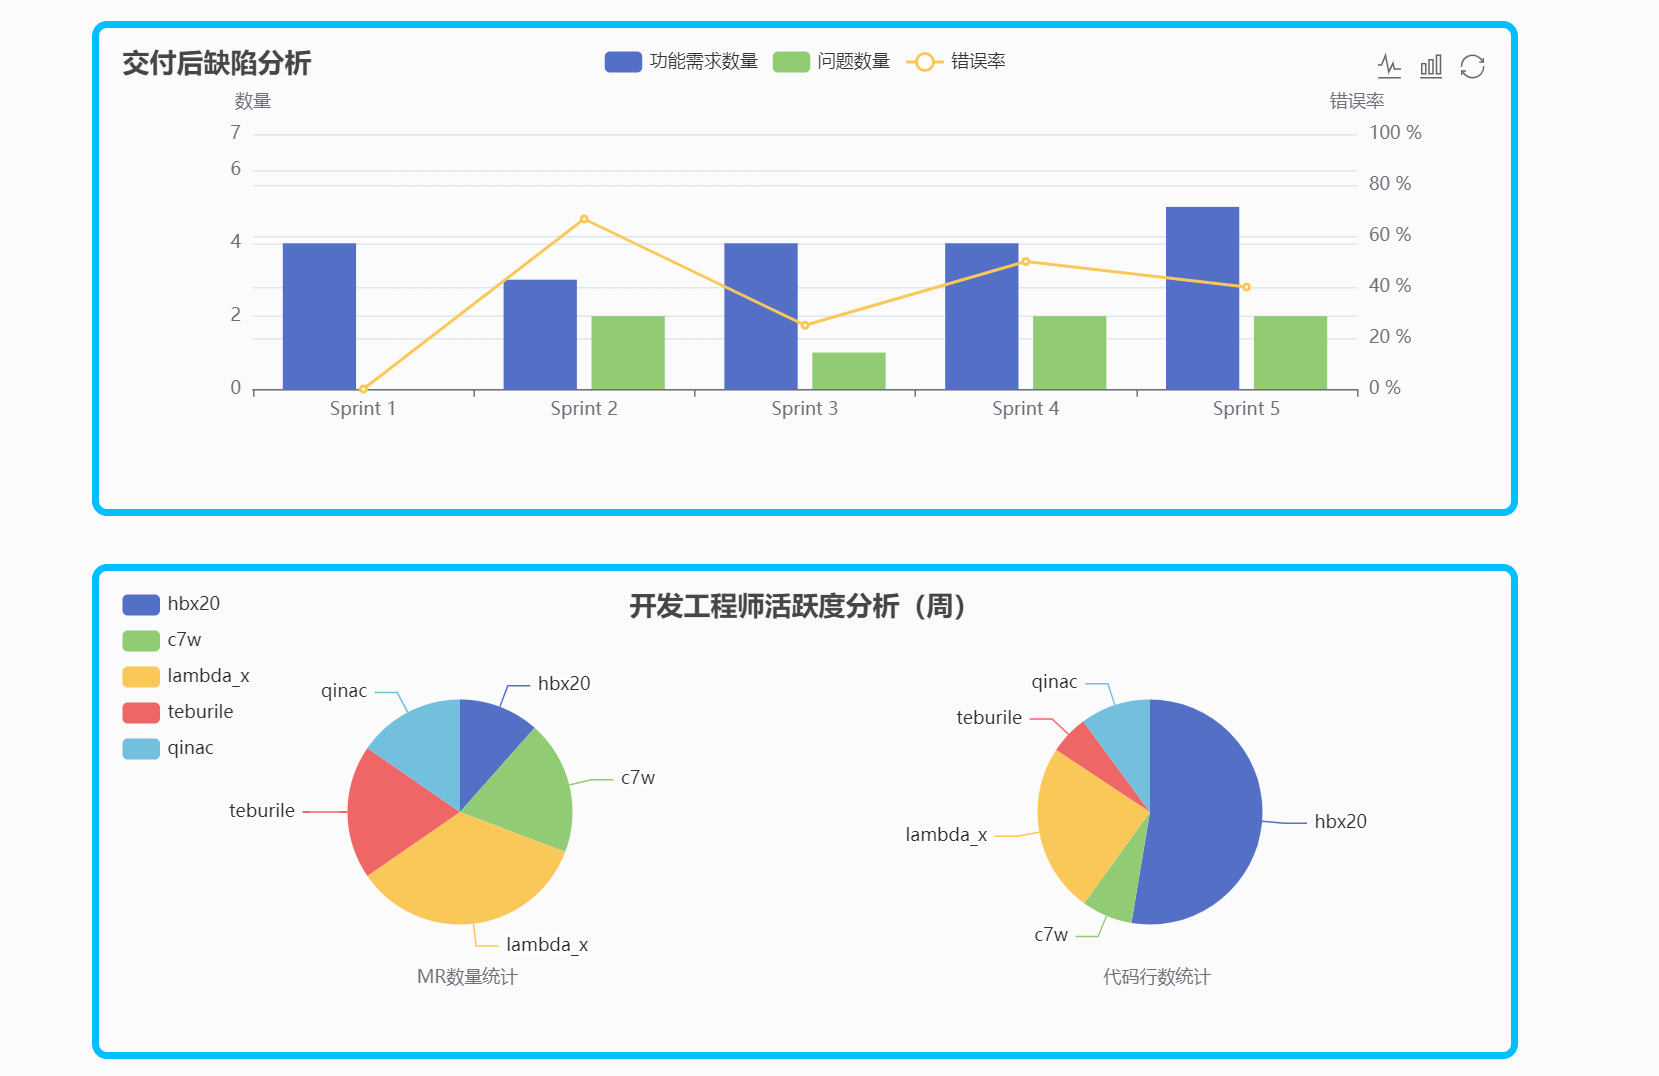 交付后缺陷分析
功能需求数量 问题数量 错误率
数量 错误率
7 100 %
6
80 %
4 60 %
40 %
2
20 %
0 0 %
Sprint 1 Sprint 2 Sprint 3 Sprint 4 Sprint 5
开发工程师活跃度分析（周）
hbx20
c7w
lambda_x
teburile
qinac
qinac
hbx20
c7w
teburile
lambda_x
MR数量统计
qinac
teburile
hbx20
lambda_x
c7w
代码行数统计